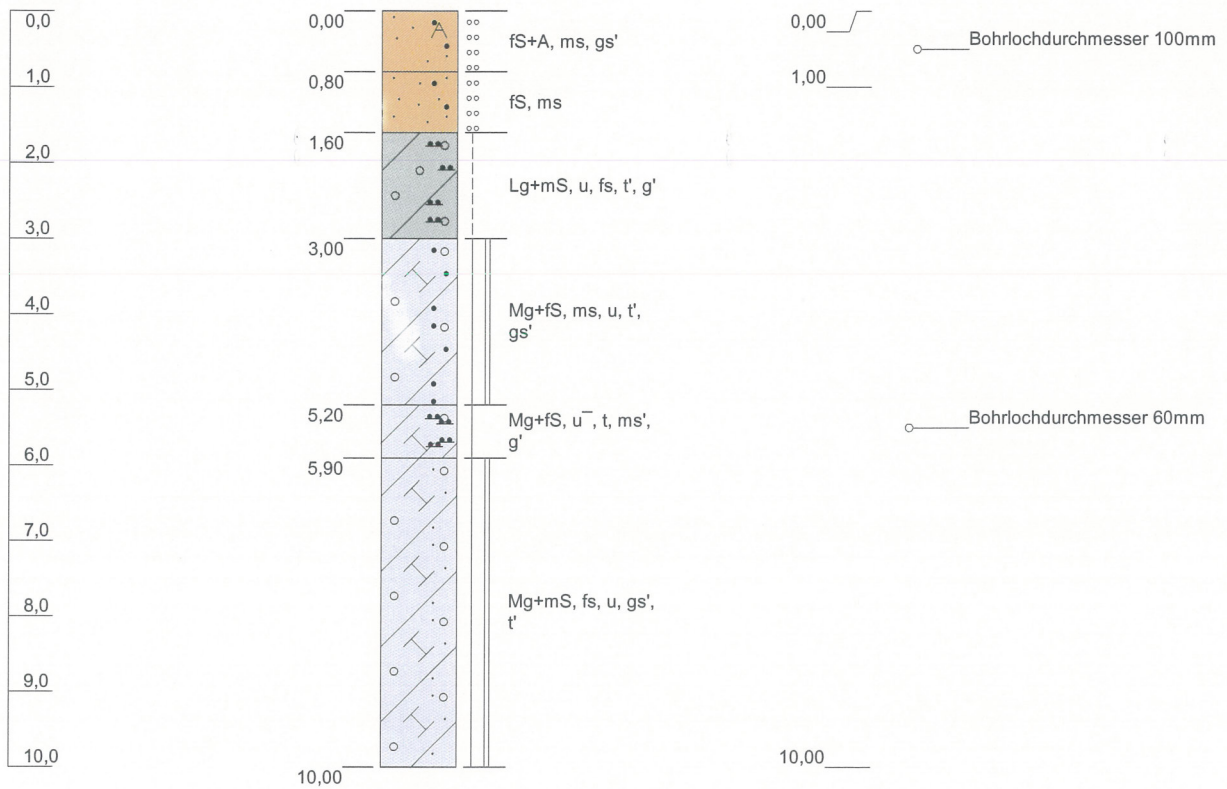 0,0
1,0
2,0
3,0
4,0
5,0
6,0
7,0
8,0
9,0
10,0
0,00
0,80
1,60
3,00
5,20
5,90
10,00
A
fS+A, ms, gs'
fS, ms
Lg+mS, u, fs, t', g'
Mg+fS, ms, u, t',
gs'
Mg+fS, u¯, t, ms',
g'
Mg+mS, fs, u, gs',
t'
0,00
1,00
10,00
Bohrlochdurchmesser 100mm
Bohrlochdurchmesser 60mm